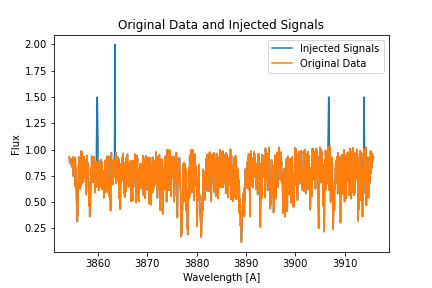 Original Data and Injected Signals
Injected Signals
Original Data
2.00
1.75
1.50
1.25
1.00
0.75
0.50
0.25
Flux
3860 3870 3880 3890 3900 3910
Wavelength [A]